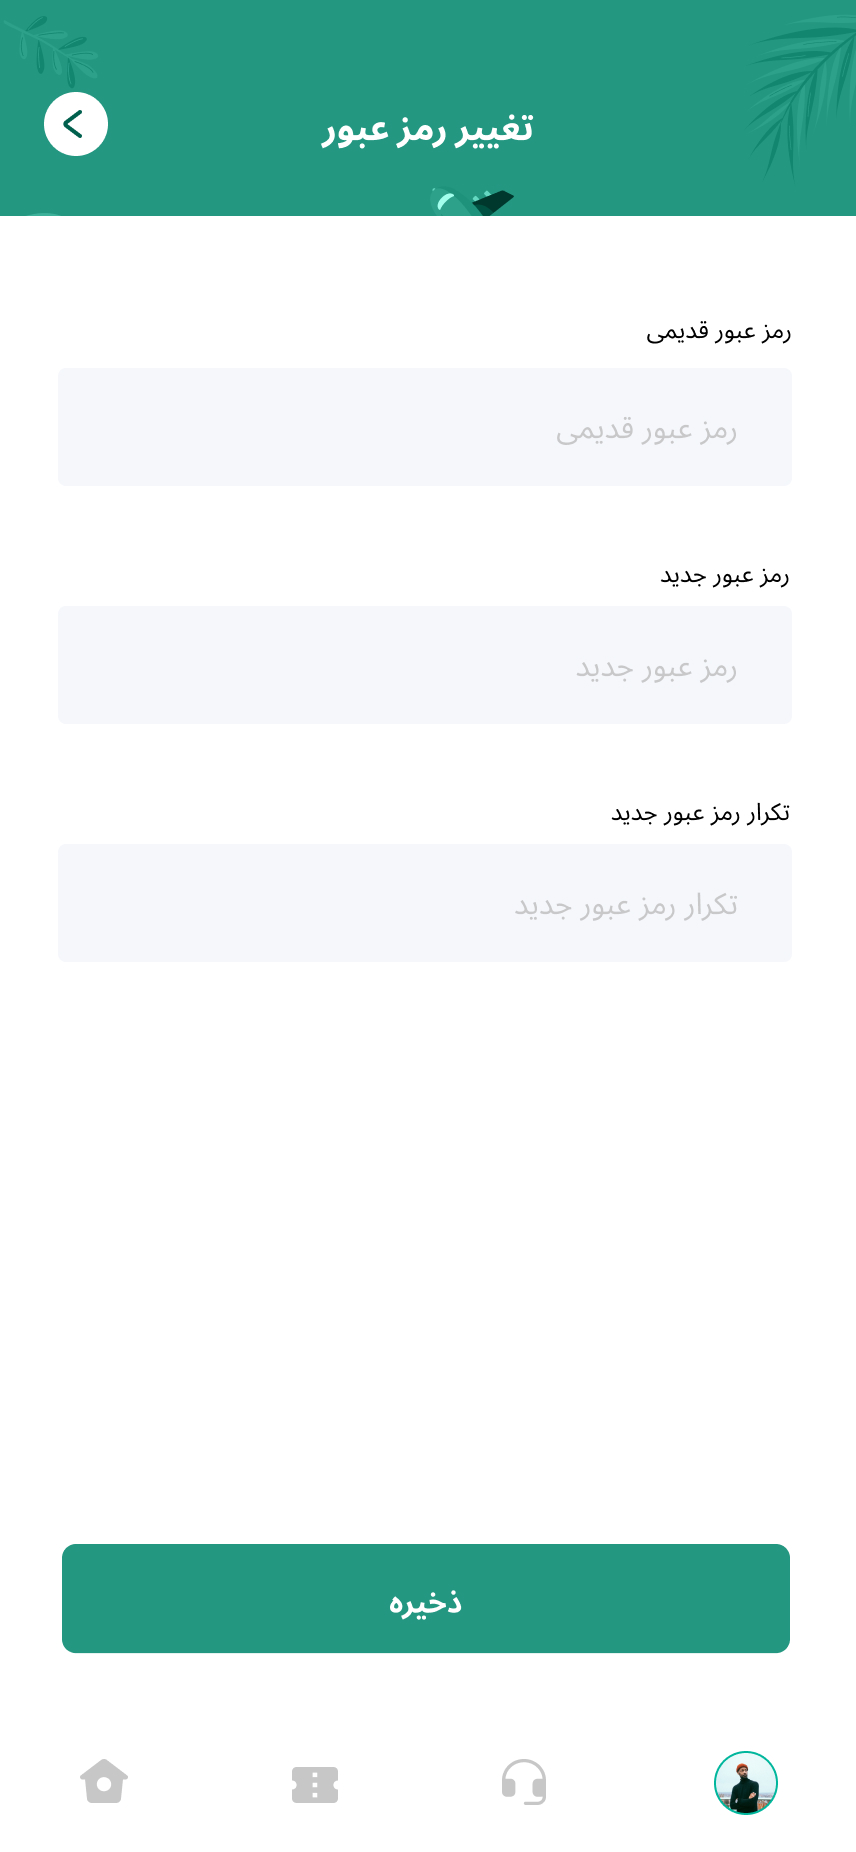 تغییر رمز عبور
رمز عبور قدیمی
رمز عبور قدیمی
رمز عبور جدید
رمز عبور جدید
تکرار رمز عبور جدید
تکرار رمز عبور جدید
ذخیره